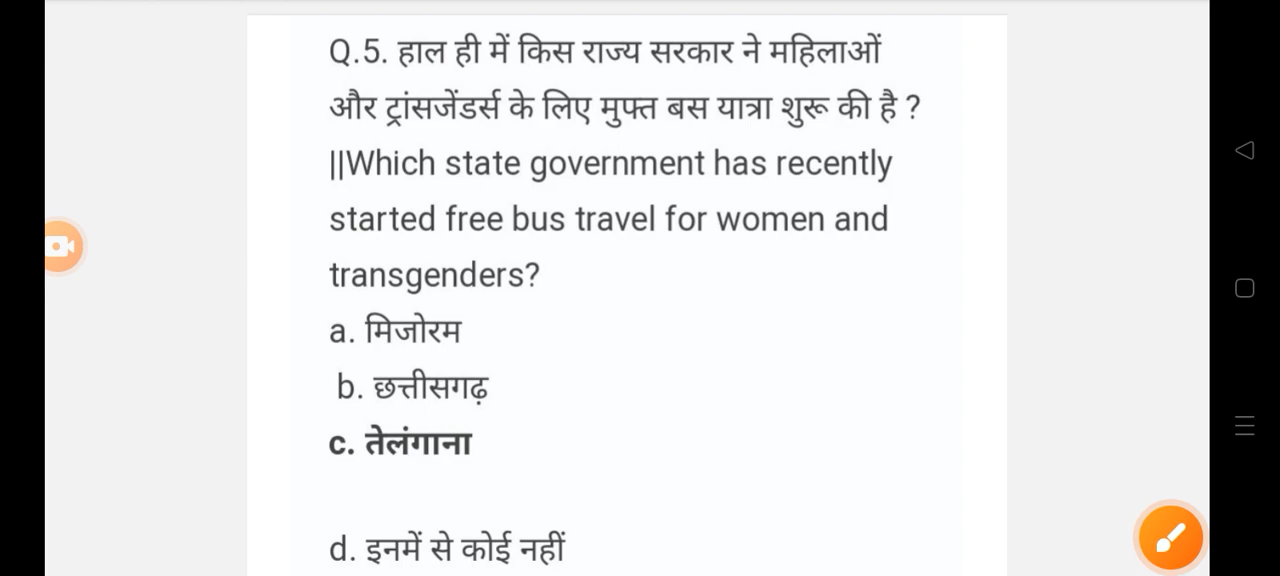 Q.5. हाल ही में किस राज्य सरकार ने महिलाओं
और ट्रांसजेंडर्स के लिए मुफ्त बस यात्रा शुरू की है ?
||Which state government has recently
started free bus travel for women and
transgenders?
a. मिजोरम
b. छत्तीसगढ़
c. तेलंगाना
d. इनमें से कोई नहीं